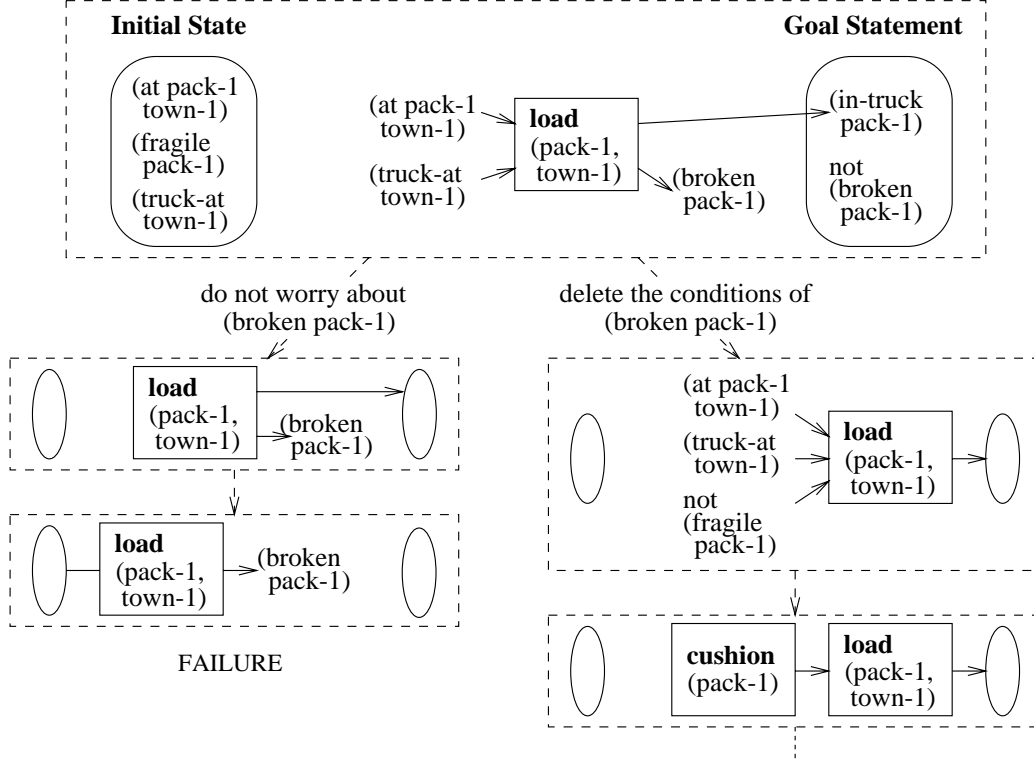 Initial State
Goal Statement
(at pack-1
town-1)
(fragile
pack-1)
(truck-at
town-1)
(at pack-1
town-1)
(truck-at
town-1)
load
(pack-1,
town-1)
(broken
pack-1)
(in-truck
pack-1)
not
(broken
pack-1)
do not worry about
(broken pack-1)
delete the conditions of
(broken pack-1)
load
(pack-1,
town-1)
(broken
pack-1)
load
(pack-1,
town-1)
(broken
pack-1)
FAILURE
(at pack-1
town-1)
(truck-at
town-1)
not
(fragile
pack-1)
load
(pack-1,
town-1)
cushion
(pack-1)
load
(pack-1,
town-1)